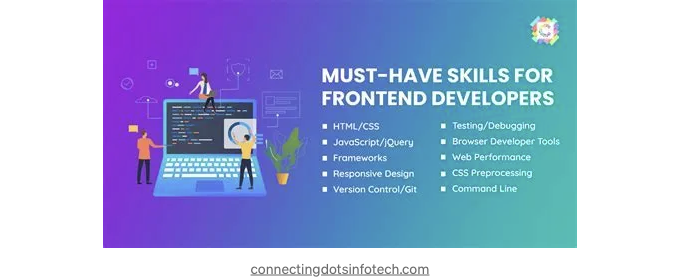 MUST-HAVE SKILLS FOR
FRONTEND DEVELOPERS
HTML/CSS
JavaScript/jQuery
Frameworks
Responsive Design
Version Control/Git
Testing/Debugging
Browser Developer Tools
Web Performance
CSS Preprocessing
Command Line
connectingdotsinfotech.com